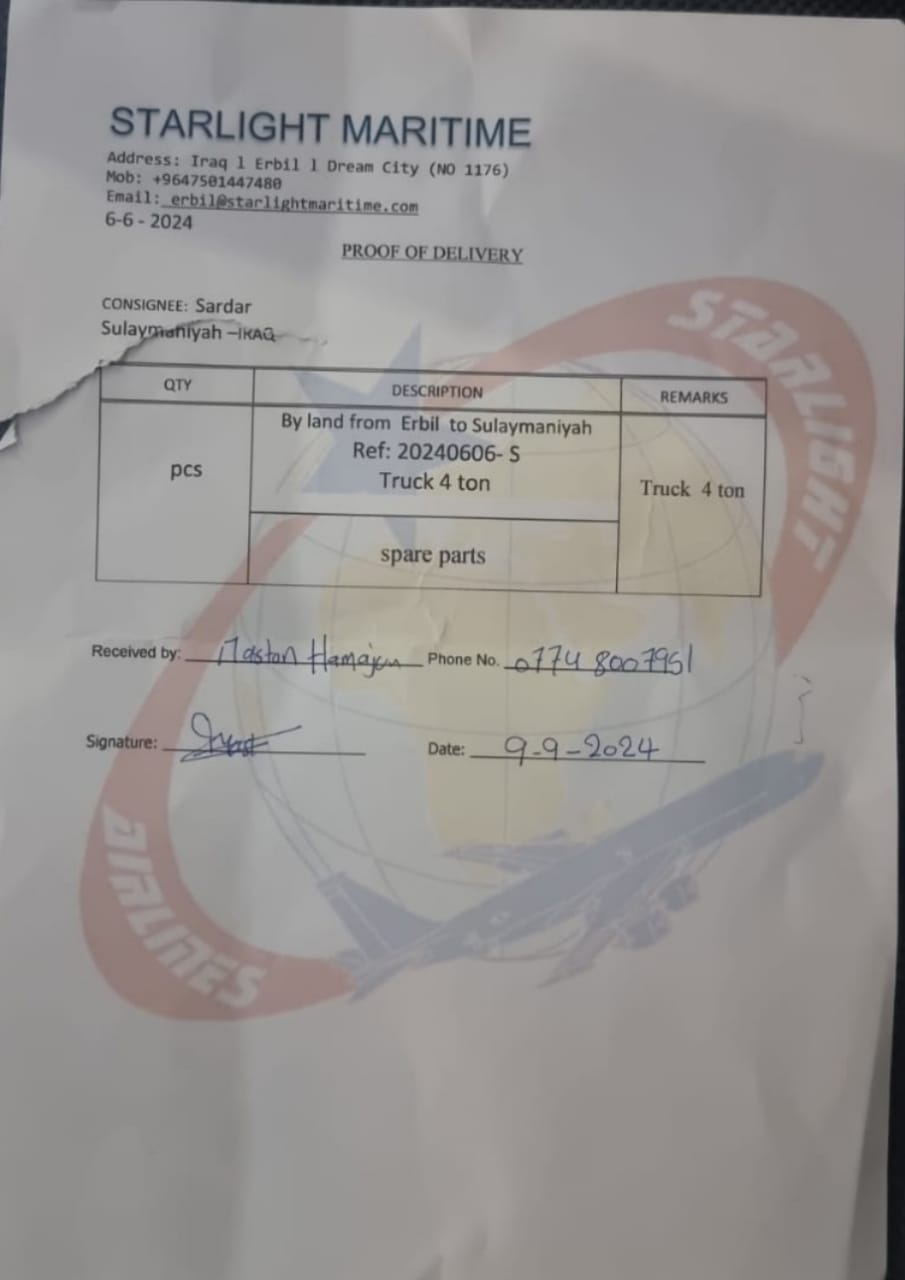 STARLIGHT MARITIME
Address: Iraq l Erbil l Dream City (NO 1176)
Mob: +9647501447480
Email: erbil@starlightmaritime.com
6-6 - 2024
PROOF OF DELIVERY
CONSIGNEE: Sardar
Sulaymaniyah –IRAQ
QTY DESCRIPTION REMARKS
By land from Erbil to Sulaymaniyah
Ref: 20240606- S
pcs Truck 4 ton Truck 4 ton
spare parts
Received by: Phone No. 0774 8007951
Signature: Date: 9-9-2024
STARLIGHT
AIRLINES